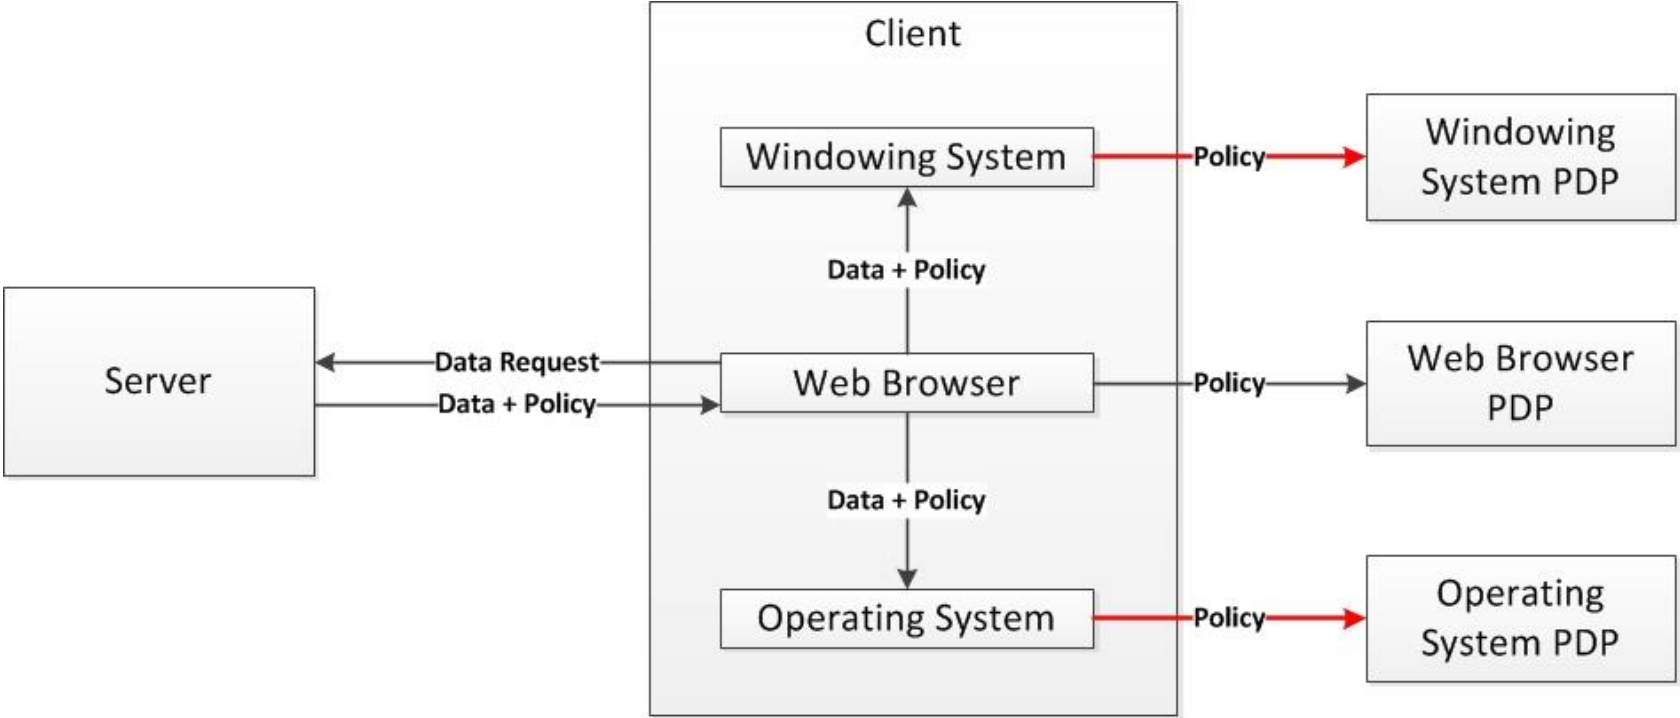 Client
Windowing System
Policy
Windowing
System PDP
Data + Policy
Server
Data Request
Data + Policy
Web Browser
Policy
Web Browser
PDP
Data + Policy
Operating System
Policy
Operating
System PDP